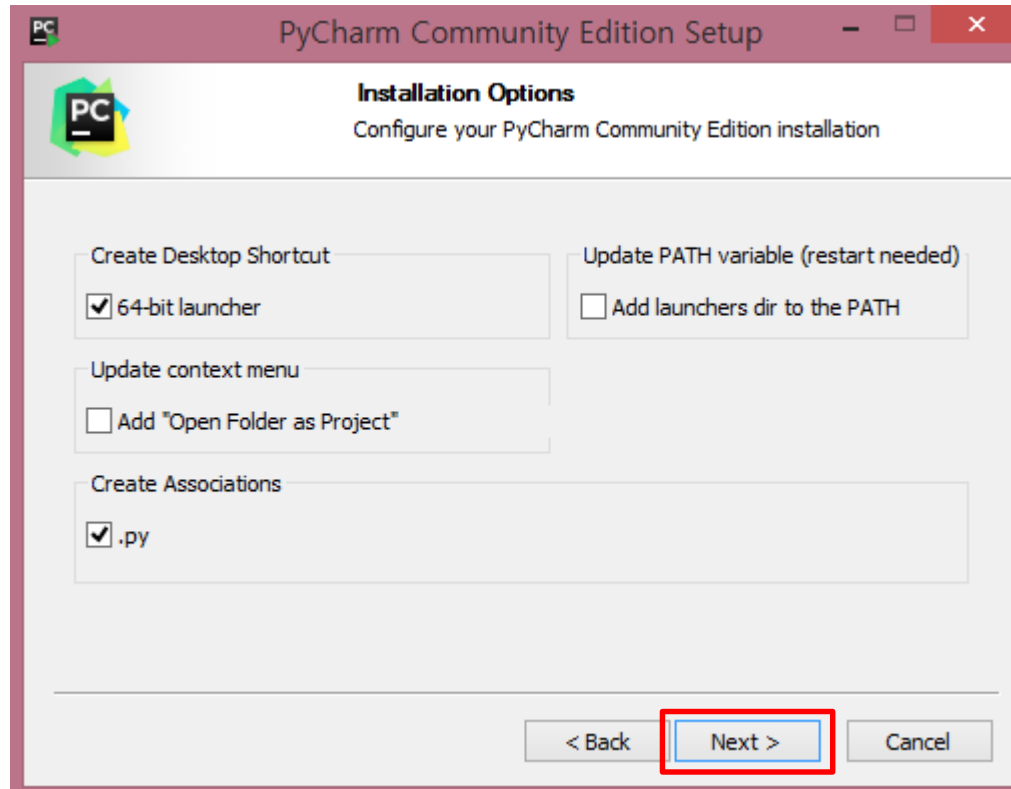 PC
PyCharm Community Edition Setup
PC
Installation Options
Configure your PyCharm Community Edition installation
Create Desktop Shortcut
64-bit launcher
Update PATH variable (restart needed)
Add launchers dir to the PATH
Update context menu
Add "Open Folder as Project"
Create Associations
.py
< Back
Next >
Cancel